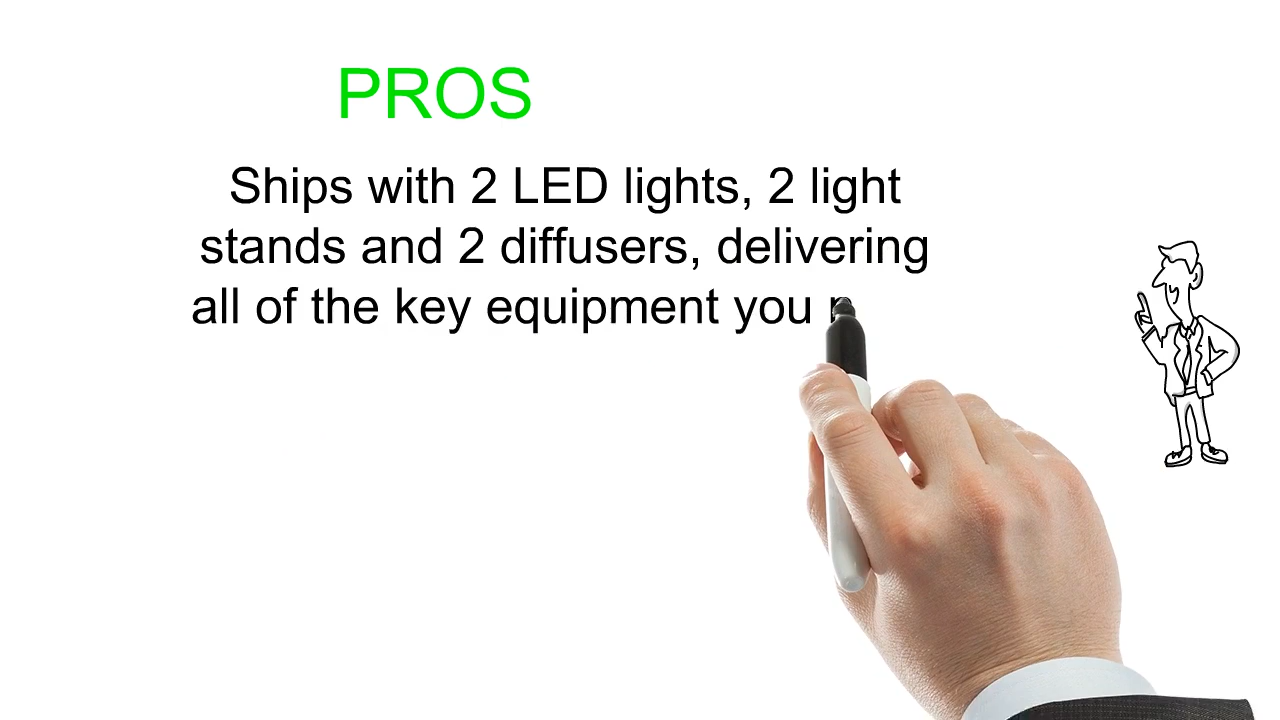 PROS
Ships with 2 LED lights, 2 light
stands and 2 diffusers, delivering
all of the key equipment you